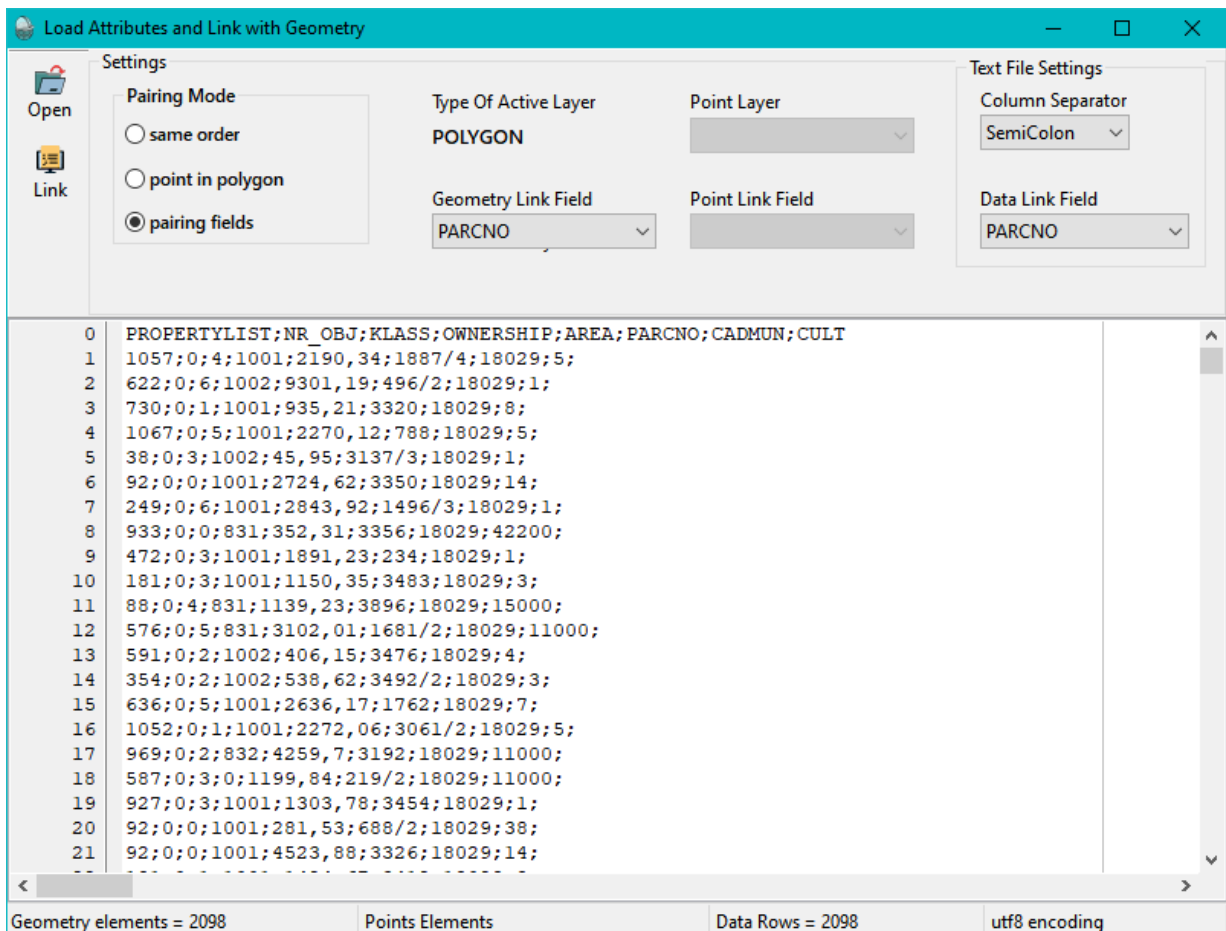 Load Attributes and Link with Geometry
Open
Link
Settings
Pairing Mode
same order
point in polygon
pairing fields
Type Of Active Layer
POLYGON
Geometry Link Field
PARCNO
Point Layer
Point Link Field
Text File Settings
Column Separator
SemiColon
Data Link Field
PARCNO
0 PROPERTYLIST;NR_OBJ;KLASS;OWNERSHIP;AREA;PARCNO;CADMUN;CULT
1 1057;0;4;1001;2190,34;1887/4;18029;5;
2 622;0;6;1002;9301,19;496/2;18029;1;
3 730;0;1;1001;935,21;3320;18029;8;
4 1067;0;5;1001;2270,12;788;18029;5;
5 38;0;3;1002;45,95;3137/3;18029;1;
6 92;0;0;1001;2724,62;3350;18029;14;
7 249;0;6;1001;2843,92;1496/3;18029;1;
8 933;0;0;831;352,31;3356;18029;42200;
9 472;0;3;1001;1891,23;234;18029;1;
10 181;0;3;1001;1150,35;3483;18029;3;
11 88;0;4;831;1139,23;3896;18029;15000;
12 576;0;5;831;3102,01;1681/2;18029;11000;
13 591;0;2;1002;406,15;3476;18029;4;
14 354;0;2;1002;538,62;3492/2;18029;3;
15 636;0;5;1001;2636,17;1762;18029;7;
16 1052;0;1;1001;2272,06;3061/2;18029;5;
17 969;0;2;832;4259,7;3192;18029;11000;
18 587;0;3;0;1199,84;219/2;18029;11000;
19 927;0;3;1001;1303,78;3454;18029;1;
20 92;0;0;1001;281,53;688/2;18029;38;
21 92;0;0;1001;4523,88;3326;18029;14;
Geometry elements = 2098
Points Elements
Data Rows = 2098
utf8 encoding